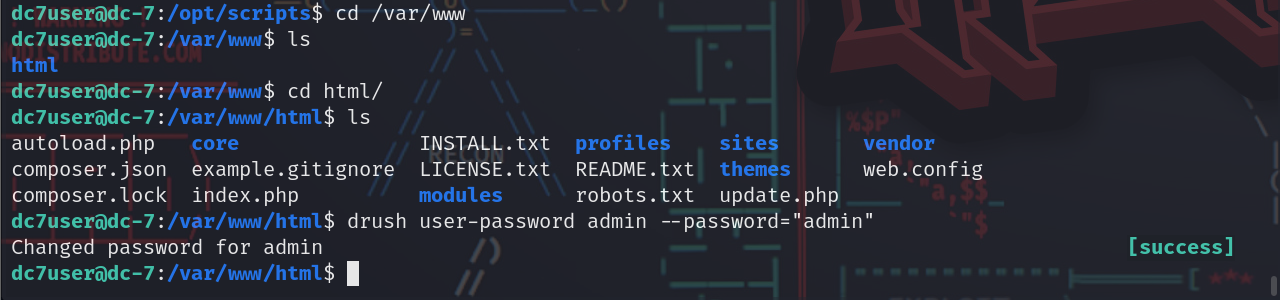 dc7user@dc-7:/opt/scripts$ cd /var/www
dc7user@dc-7:/var/www$ ls
html
dc7user@dc-7:/var/www$ cd html/
dc7user@dc-7:/var/www/html$ ls
autoload.php   core               INSTALL.txt  profiles    sites       vendor
composer.json  example.gitignore  LICENSE.txt  README.txt  themes      web.config
composer.lock  index.php          modules      robots.txt  update.php
dc7user@dc-7:/var/www/html$ drush user-password admin --password="admin"
Changed password for admin                                                  [success]
dc7user@dc-7:/var/www/html$